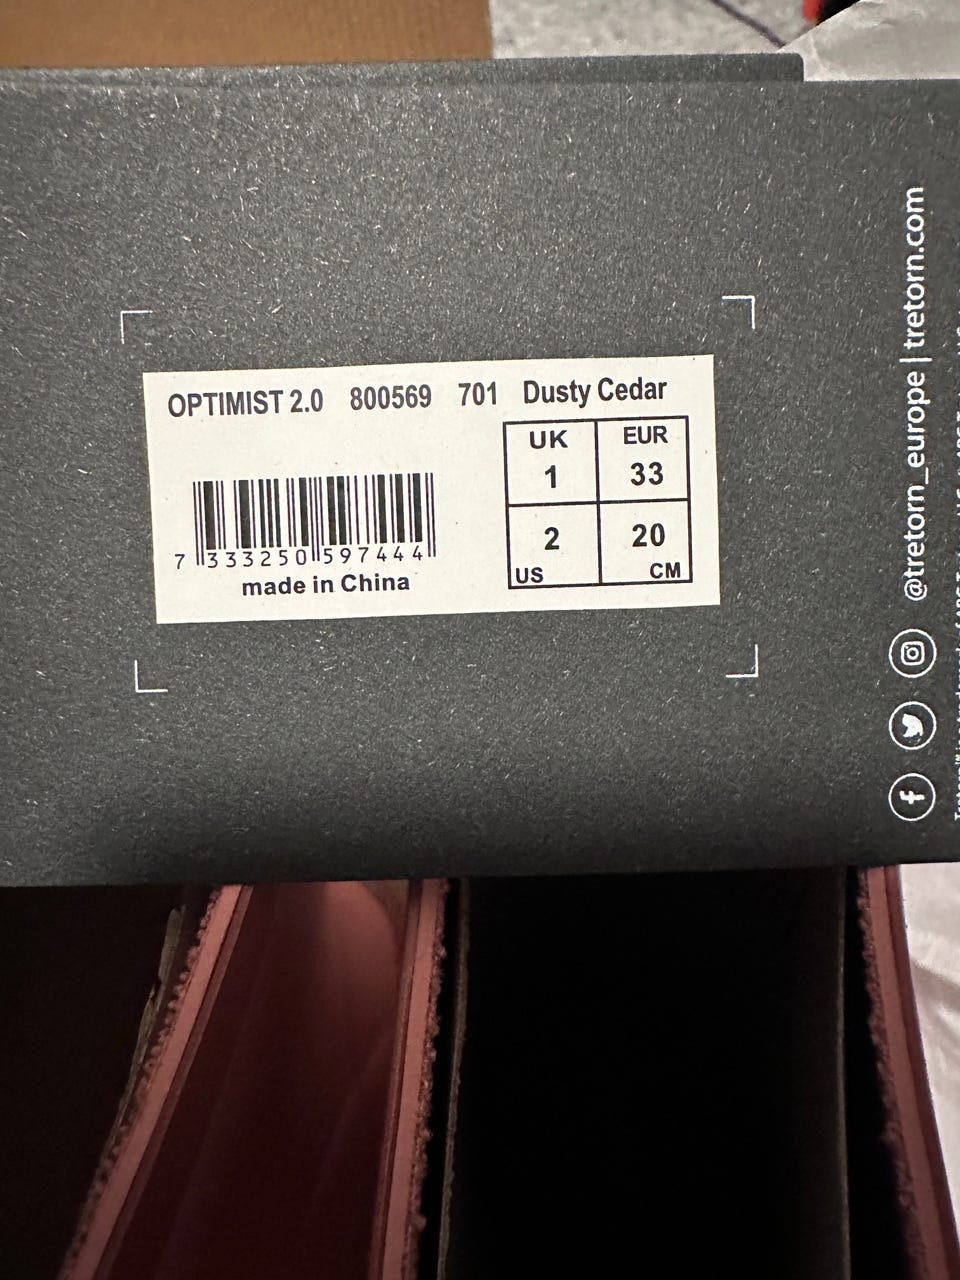 OPTIMIST 2.0 800569 701 Dusty Cedar
UK EUR
1 33
2 20
US CM
7 333250 597444
made in China
@tretorn_europe | tretorn.com